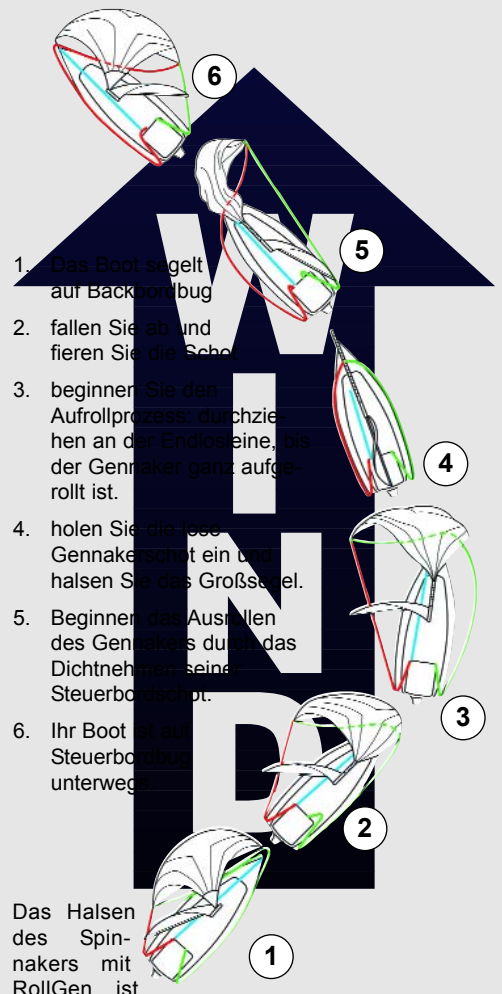 6
5
WIND
1. Das Boot segelt
auf Backbordbug
2. fallen Sie ab und
fieren Sie die Schot
3. beginnen Sie den
Aufrollprozess: durchzie-
hen an der Endlosleine, bis
der Gennaker ganz aufge-
rollt ist.
4
4. holen Sie die lose
Gennakerschot ein und
halsen Sie das Großsegel.
5. Beginnen das Ausrollen
des Gennakers durch das
Dichtnehmen seiner
Steuerbordschot.
3
6. Ihr Boot ist auf
Steuerbordbug
unterwegs.
2
Das Halsen
des Spin-
nakers mit
RollGen ist
1